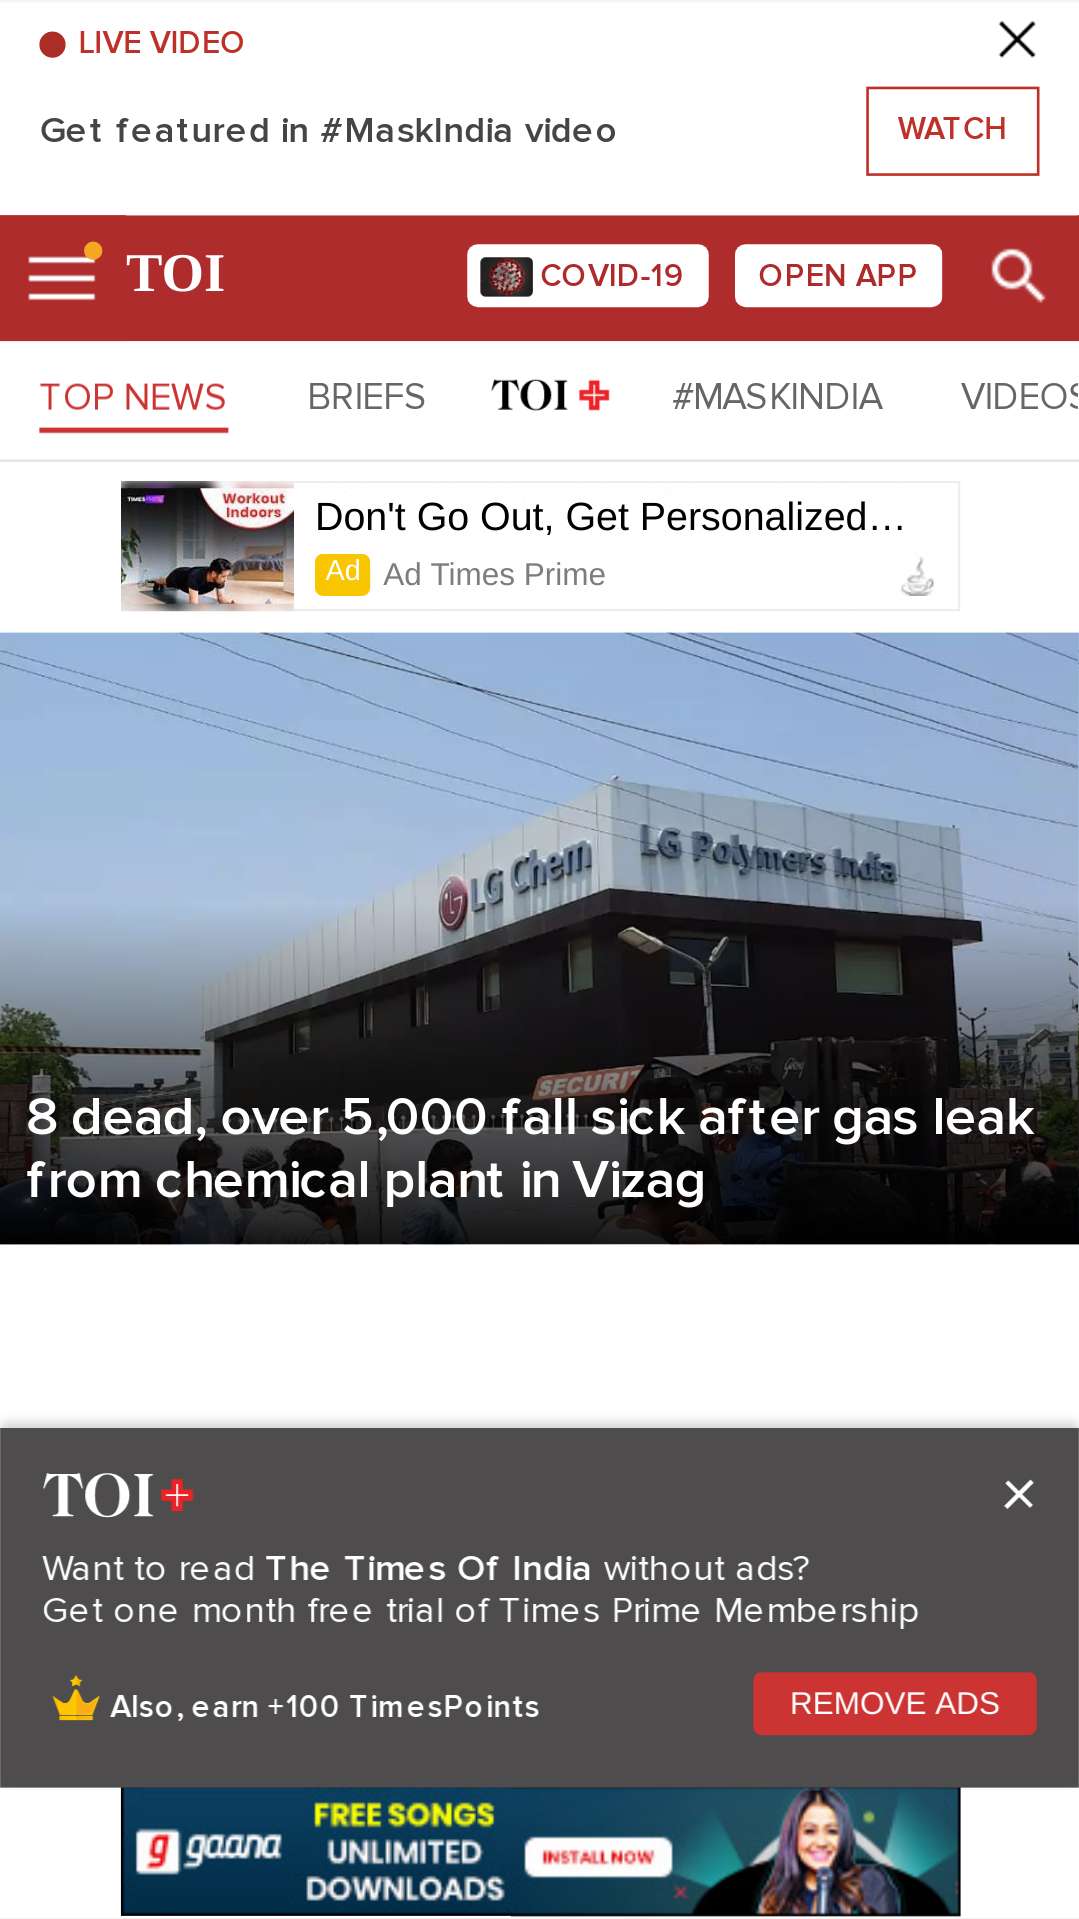 LIVE VIDEO
Get featured in #MaskIndia video
WATCH
TOI
COVID-19
OPEN APP
TOP NEWS
BRIEFS
TOI+
#MASKINDIA
VIDEOS
TIMES PRIME
Workout
Indoors
Don't Go Out, Get Personalized...
Ad
Ad Times Prime
LG Chem
LG Polymers India
SECURIT
8 dead, over 5,000 fall sick after gas leak
from chemical plant in Vizag
TOI+
Want to read The Times Of India without ads?
Get one month free trial of Times Prime Membership
Also, earn +100 TimesPoints
REMOVE ADS
gaana
FREE SONGS
UNLIMITED
DOWNLOADS
INSTALL NOW